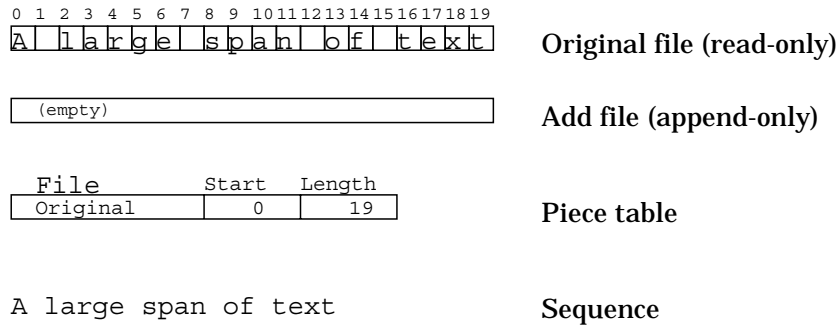 0 1 2 3 4 5 6 7 8 9 10 11 12 13 14 15 16 17 18 19
A large span of text Original file (read-only)
(empty) Add file (append-only)
File Start Length
Original 0 19 Piece table
A large span of text Sequence